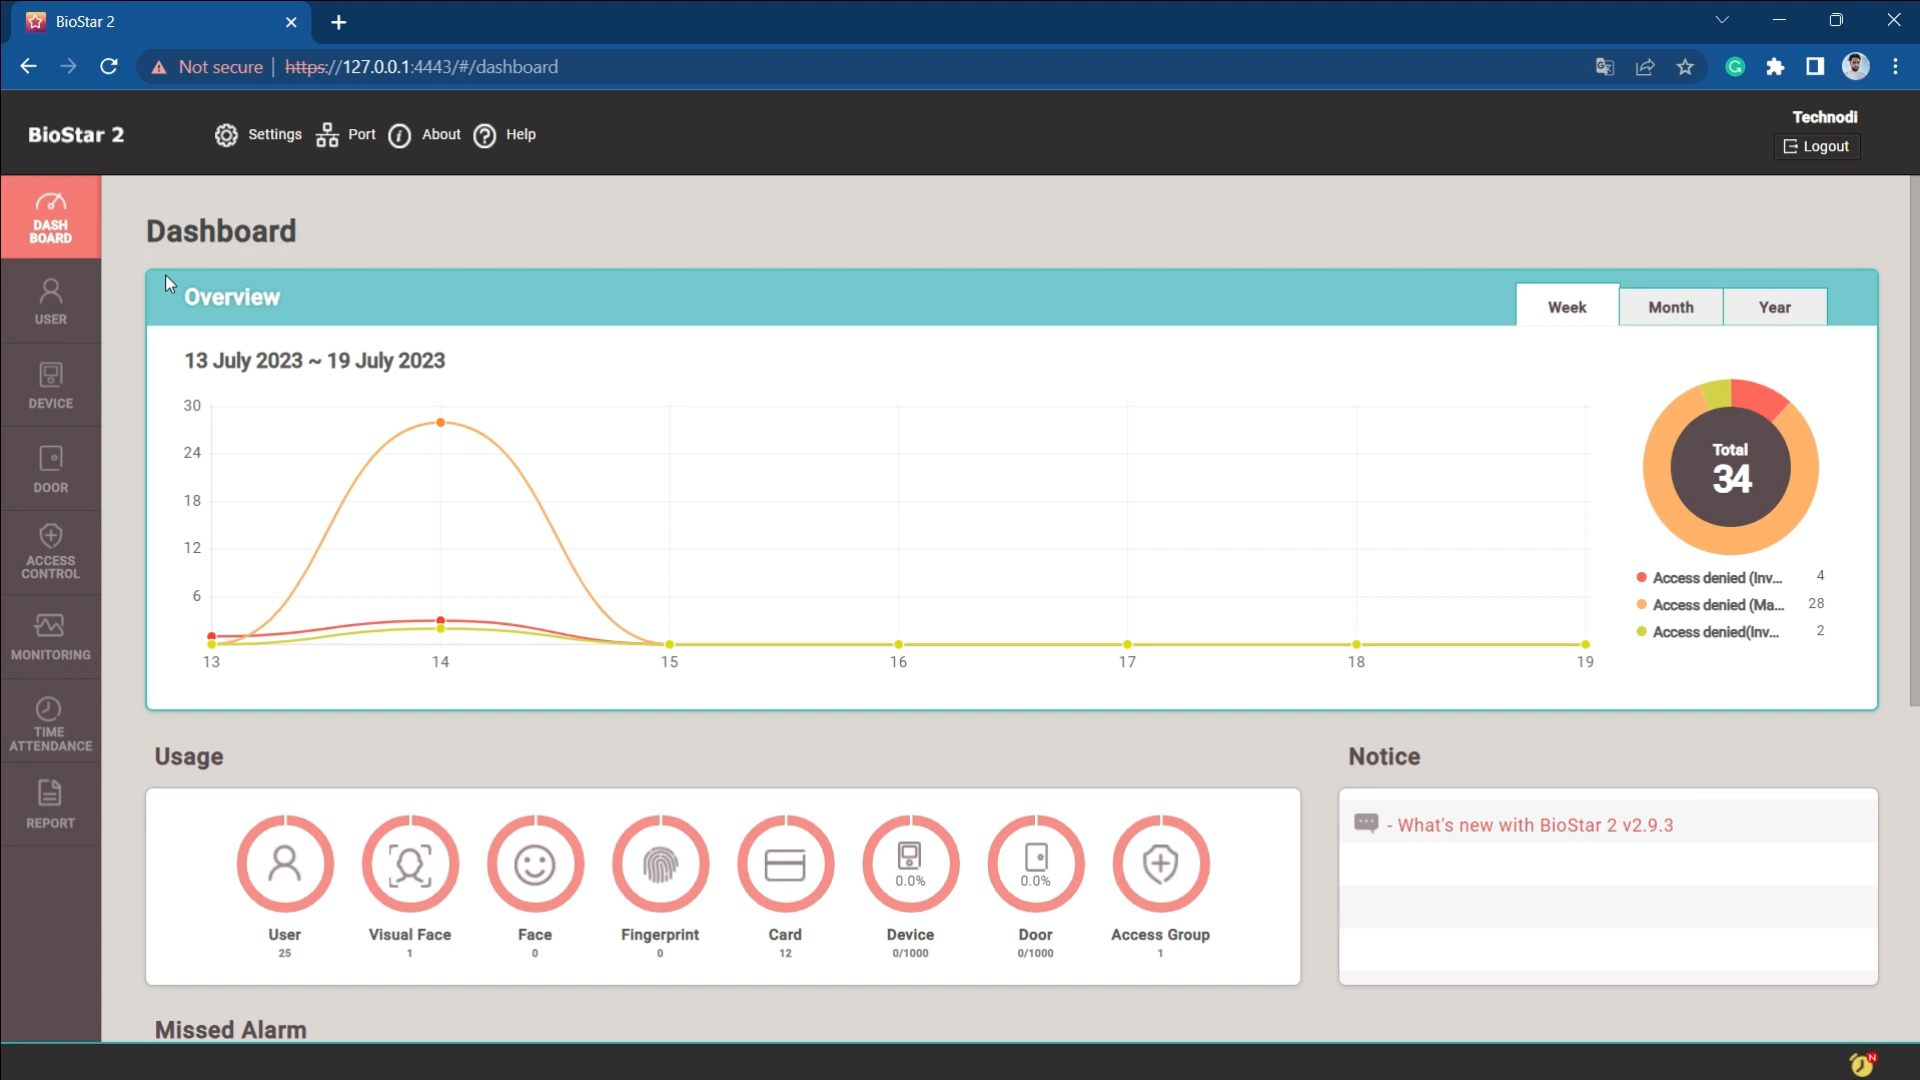 BioStar 2
Not secure
https://127.0.0.1:4443/#/dashboard
BioStar 2
Settings
Port
About
Help
Technodi
Logout
DASH
BOARD
USER
DEVICE
DOOR
ACCESS
CONTROL
MONITORING
TIME
ATTENDANCE
REPORT
Dashboard
Overview
Week
Month
Year
13 July 2023 ~ 19 July 2023
30
24
18
12
6
13
14
15
16
17
18
19
Total
34
Access denied (Inv... 4
Access denied (Ma... 28
Access denied(Inv... 2
Usage
User
25
Visual Face
1
Face
0
Fingerprint
0
Card
12
0.0%
Device
0/1000
0.0%
Door
0/1000
Access Group
1
Notice
- What's new with BioStar 2 v2.9.3
Missed Alarm
N